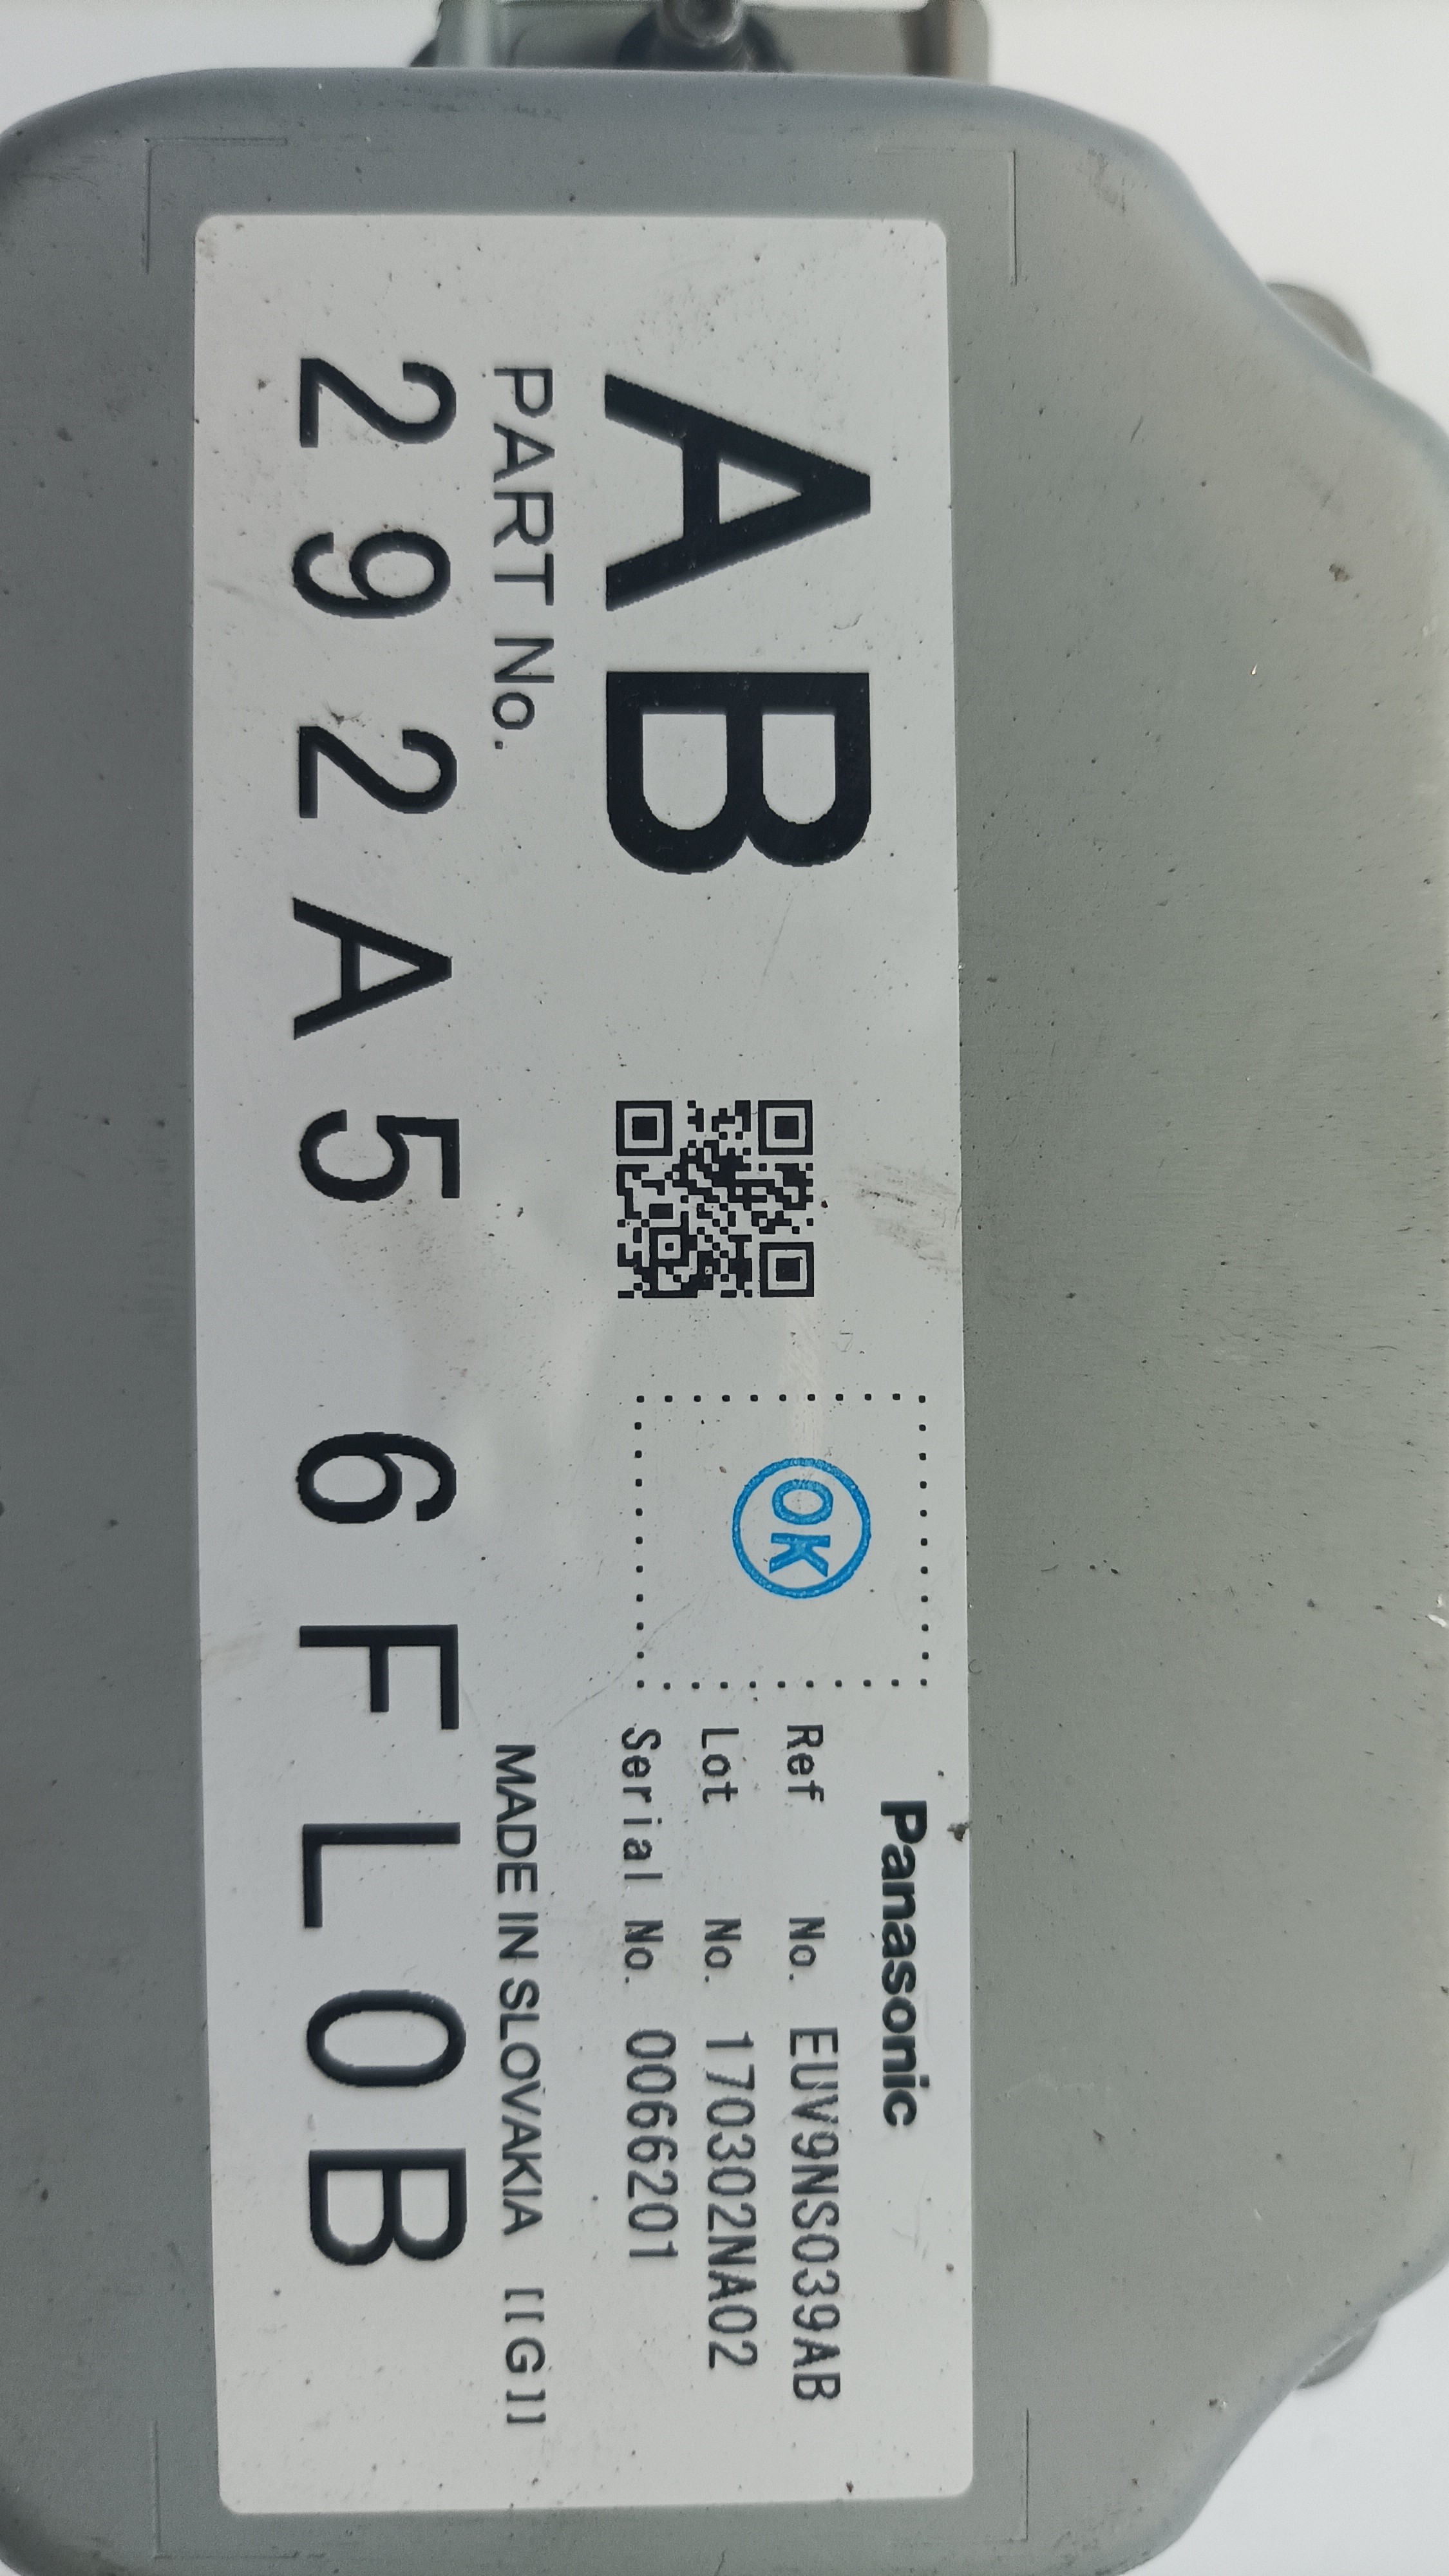 Panasonic
AB
OK
Ref No. EUV9NS039AB
Lot No. 170302NA02
Serial No. 0066201
PART No.
MADE IN SLOVAKIA [[G]]
292A5 6FL0B